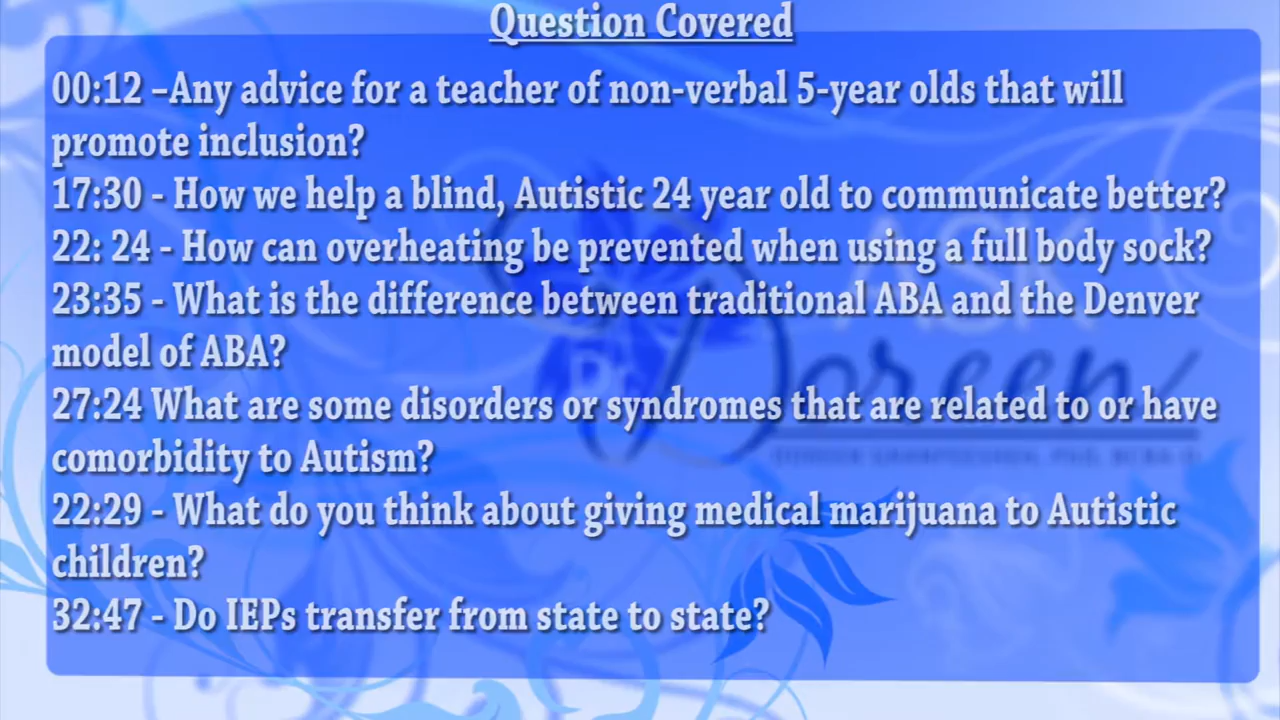 Question Covered
00:12 –Any advice for a teacher of non-verbal 5-year olds that will
promote inclusion?
17:30 - How we help a blind, Autistic 24 year old to communicate better?
22: 24 - How can overheating be prevented when using a full body sock?
23:35 - What is the difference between traditional ABA and the Denver
model of ABA?
27:24 What are some disorders or syndromes that are related to or have
comorbidity to Autism?
22:29 - What do you think about giving medical marijuana to Autistic
children?
32:47 - Do IEPs transfer from state to state?
ASK
Dr.
Doreen